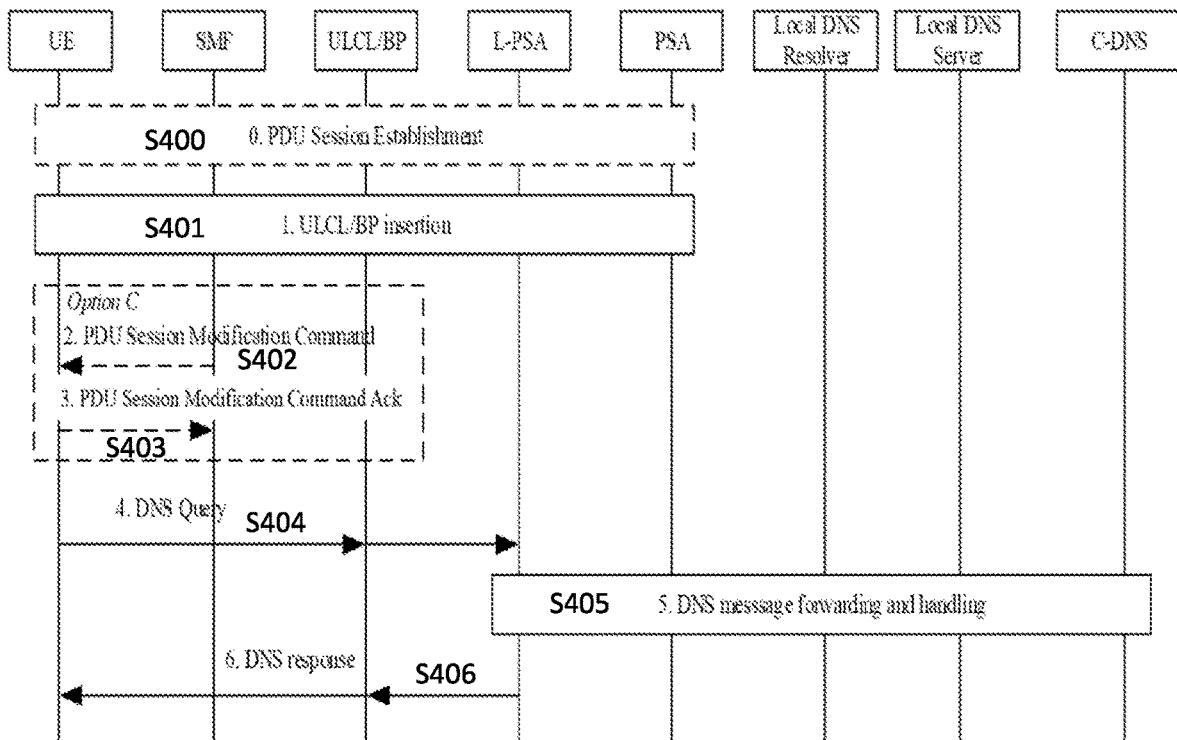 UE
SMF
ULCL/BP
L-PSA
PSA
Local DNS
Resolver
Local DNS
Server
C-DNS
S400 0. PDU Session Establishment
S401 1. ULCL/BP insertion
Option C
2. PDU Session Modification Command
S402
3. PDU Session Modification Command Ack
S403
4. DNS Query
S404
S405 5. DNS message forwarding and handling
6. DNS response
S406